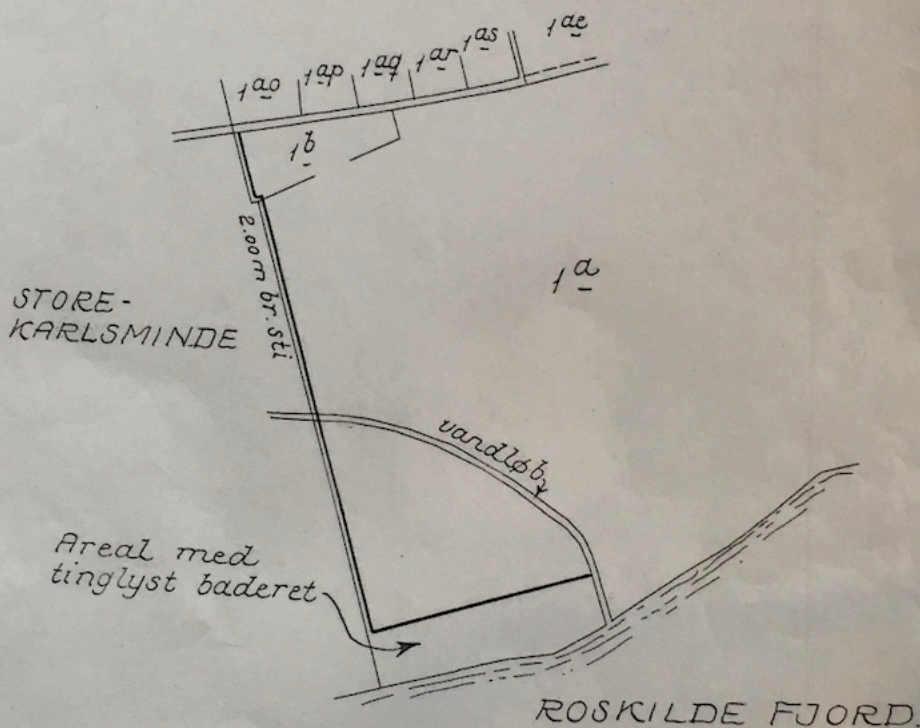 1ao 1ap 1aq 1ar 1as 1ae
1b
2.00m br. sti
1a
STORE-
KARLSMINDE
vandløb
Areal med
tinglyst baderet
ROSKILDE FJORD